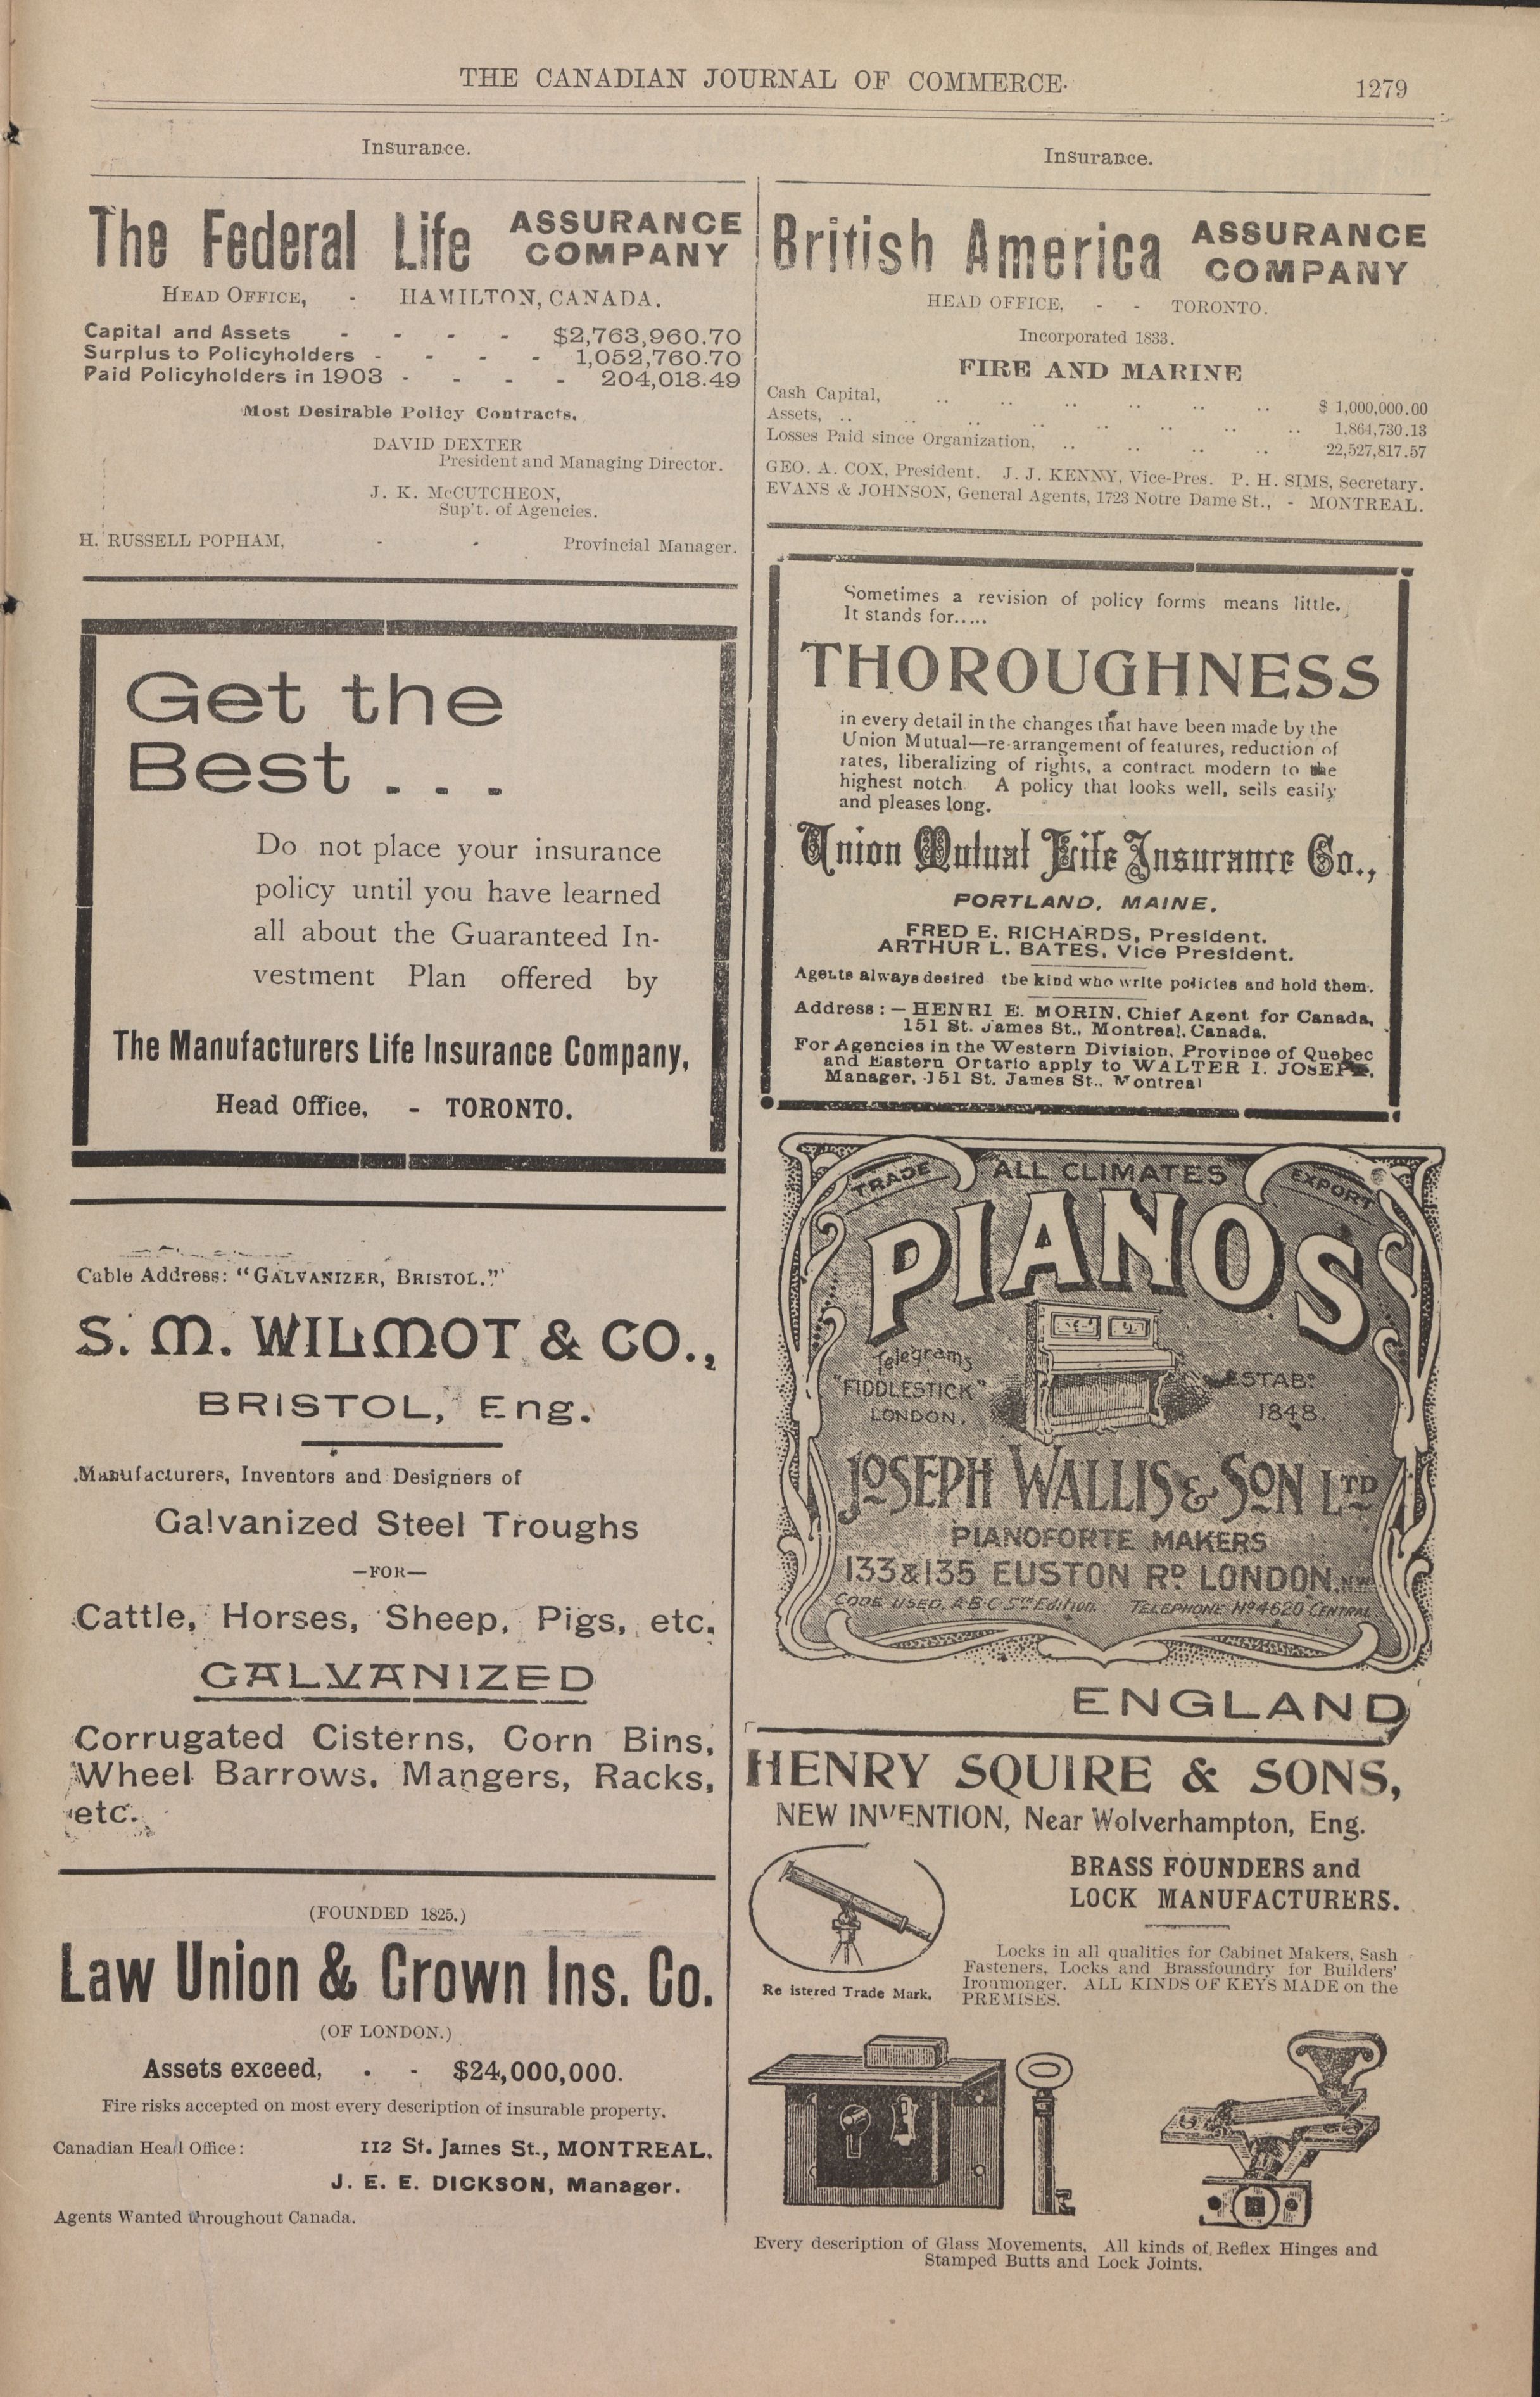 THE CANADIAN JOURNAL OF COMMERCE.
1279
Insurance.
The Federal Life ASSURANCE COMPANY
HEAD OFFICE, - HAMILTON, CANADA.
Capital and Assets - - - - $2,763,960.70
Surplus to Policyholders - - - - 1,052,760.70
Paid Policyholders in 1903 - - - - 204,018.49
Most Desirable Policy Contracts.
DAVID DEXTER
President and Managing Director.
J. K. McCUTCHEON,
Sup't. of Agencies.
H. RUSSELL POPHAM, - - Provincial Manager.
Get the
Best . . .
Do not place your insurance
policy until you have learned
all about the Guaranteed In-
vestment Plan offered by
The Manufacturers Life Insurance Company,
Head Office, - TORONTO.
Cable Address: "GALVANIZER, BRISTOL."
S. M. WILMOT & CO.,
BRISTOL, Eng.
Manufacturers, Inventors and Designers of
Galvanized Steel Troughs
—FOR—
Cattle, Horses, Sheep, Pigs, etc.
GALVANIZED
Corrugated Cisterns, Corn Bins,
Wheel Barrows, Mangers, Racks,
etc.
(FOUNDED 1825.)
Law Union & Crown Ins. Co.
(OF LONDON.)
Assets exceed, . - $24,000,000.
Fire risks accepted on most every description of insurable property.
Canadian Head Office: 112 St. James St., MONTREAL.
J. E. E. DICKSON, Manager.
Agents Wanted throughout Canada.
Insurance.
British America ASSURANCE COMPANY
HEAD OFFICE, - - TORONTO.
Incorporated 1833.
FIRE AND MARINE
Cash Capital, .. .. .. .. .. .. $ 1,000,000.00
Assets, .. .. .. .. .. .. .. .. 1,864,730.13
Losses Paid since Organization, .. .. .. .. 22,527,817.57
GEO. A. COX, President. J. J. KENNY, Vice-Pres. P. H. SIMS, Secretary.
EVANS & JOHNSON, General Agents, 1723 Notre Dame St., - MONTREAL.
Sometimes a revision of policy forms means little.
It stands for.....
THOROUGHNESS
in every detail in the changes that have been made by the
Union Mutual—re-arrangement of features, reduction of
rates, liberalizing of rights, a contract modern to the
highest notch. A policy that looks well, sells easily
and pleases long.
Union Mutual Life Insurance Co.,
PORTLAND, MAINE.
FRED E. RICHARDS, President.
ARTHUR L. BATES, Vice President.
Agents always desired the kind who write policies and hold them.
Address:— HENRI E. MORIN, Chief Agent for Canada,
151 St. James St., Montreal, Canada.
For Agencies in the Western Division, Province of Quebec
and Eastern Ontario apply to WALTER I. JOSEPH,
Manager, 151 St. James St., Montreal
TRADE ALL CLIMATES EXPORT
PIANOS
Telegrams
"FIDDLESTICK"
LONDON.
ESTABD
1848.
JOSEPH WALLIS & SON LTD
PIANOFORTE MAKERS
133 & 135 EUSTON RD LONDON. N.W.
CODE USED, A·B·C 5TH Edition. TELEPHONE No 4620 CENTRAL
ENGLAND
HENRY SQUIRE & SONS,
NEW INVENTION, Near Wolverhampton, Eng.
BRASS FOUNDERS and
LOCK MANUFACTURERS.
Re istered Trade Mark.
Locks in all qualities for Cabinet Makers, Sash
Fasteners, Locks and Brassfoundry for Builders'
Ironmonger. ALL KINDS OF KEYS MADE on the
PREMISES.
Every description of Glass Movements, All kinds of Reflex Hinges and
Stamped Butts and Lock Joints.